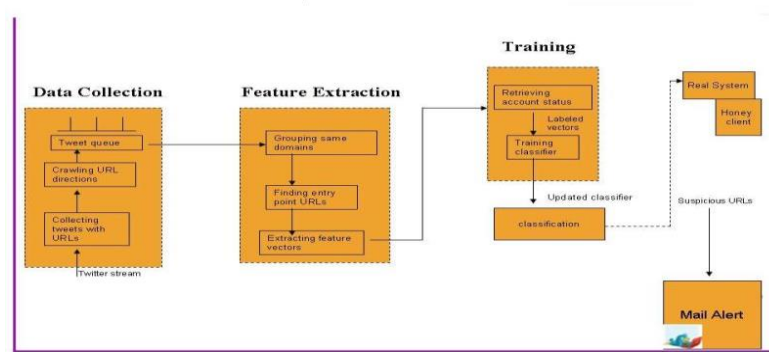 Data Collection
Tweet queue
Crawling URL
directions
Collecting
tweets with
URLs
Twitter stream
Feature Extraction
Grouping same
domains
Finding entry
point URLs
Extracting feature
vectors
Training
Retrieving
account status
Labeled
vectors
Training
classifier
Updated classifier
classification
Real System
Honey
client
Suspicious URLs
Mail Alert